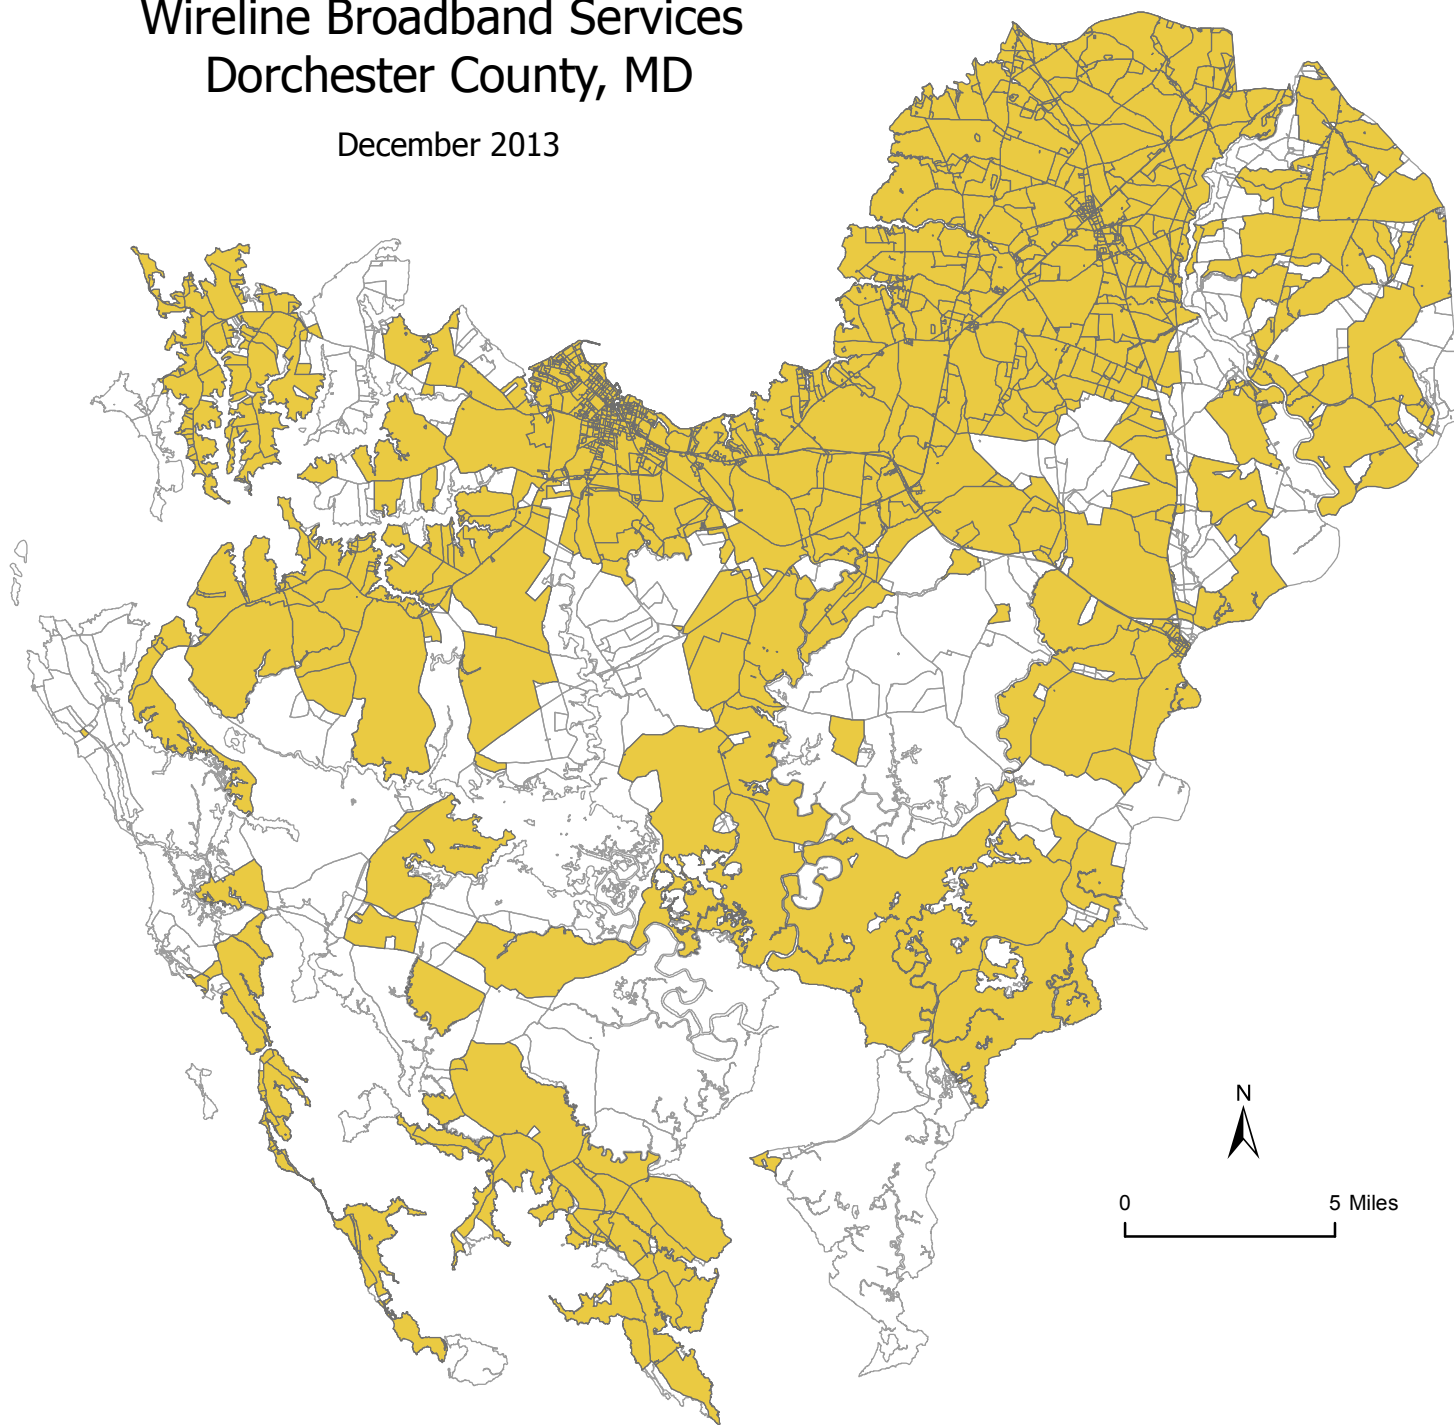 Wireline Broadband Services
Dorchester County, MD
December 2013
N
0 5 Miles